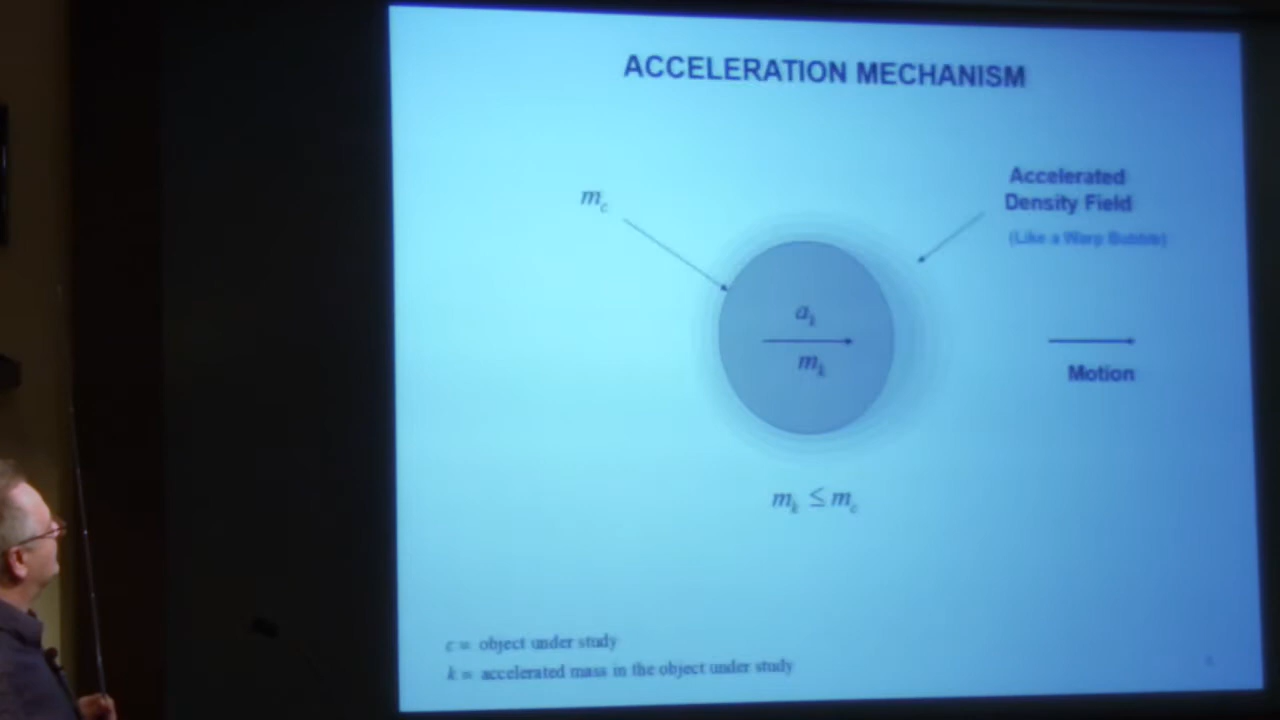 ACCELERATION MECHANISM
m_c
Accelerated
Density Field
(Like a Warp Bubble)
a_k
m_k
Motion
m_k ≤ m_c
c = object under study
k = accelerated mass in the object under study